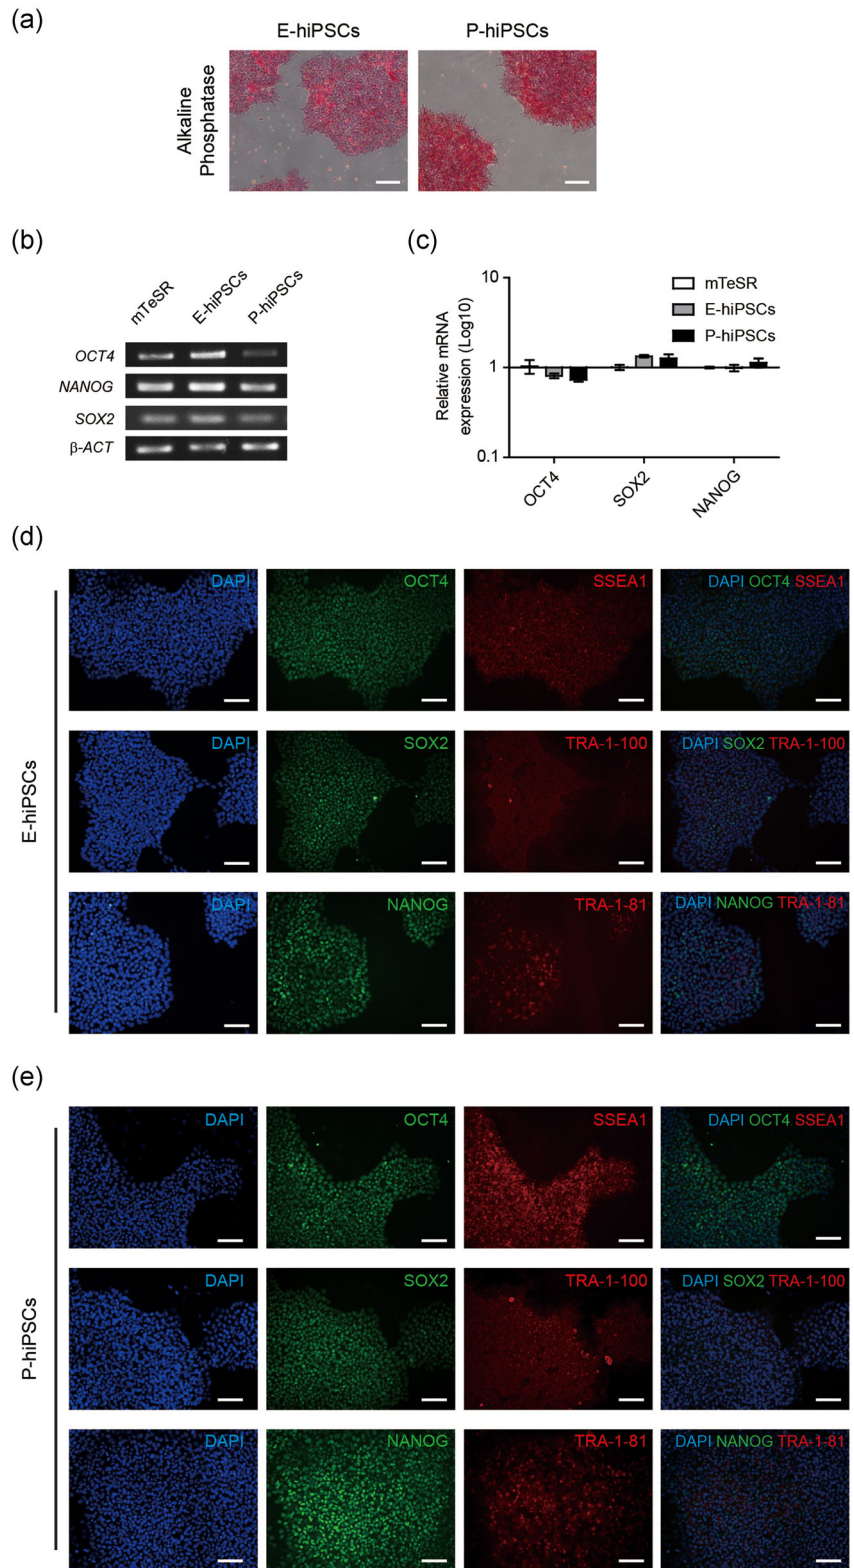 (a)
E-hiPSCs P-hiPSCs
Alkaline
Phosphatase
(b)
mTeSR E-hiPSCs P-hiPSCs
OCT4
NANOG
SOX2
β-ACT
(c)
Relative mRNA
expression (Log10)
10
1
0.1
mTeSR
E-hiPSCs
P-hiPSCs
OCT4 SOX2 NANOG
(d)
E-hiPSCs
DAPI OCT4 SSEA1 DAPI OCT4 SSEA1
DAPI SOX2 TRA-1-100 DAPI SOX2 TRA-1-100
DAPI NANOG TRA-1-81 DAPI NANOG TRA-1-81
(e)
P-hiPSCs
DAPI OCT4 SSEA1 DAPI OCT4 SSEA1
DAPI SOX2 TRA-1-100 DAPI SOX2 TRA-1-100
DAPI NANOG TRA-1-81 DAPI NANOG TRA-1-81